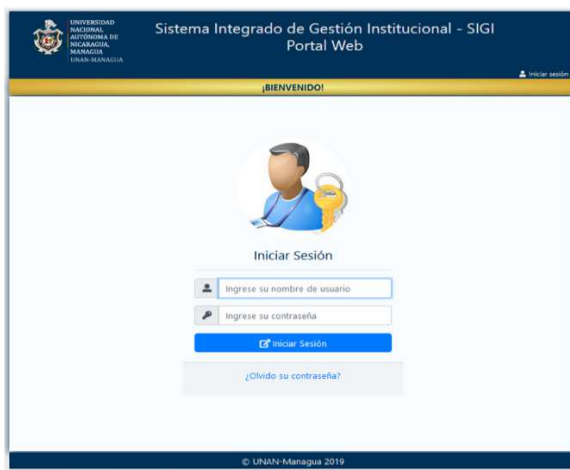 UNIVERSIDAD
NACIONAL
AUTÓNOMA DE
NICARAGUA,
MANAGUA
UNAN-MANAGUA
Sistema Integrado de Gestión Institucional - SIGI
Portal Web
Iniciar sesión
¡BIENVENIDO!
Iniciar Sesión
Ingrese su nombre de usuario
Ingrese su contraseña
Iniciar Sesión
¿Olvido su contraseña?
© UNAN-Managua 2019